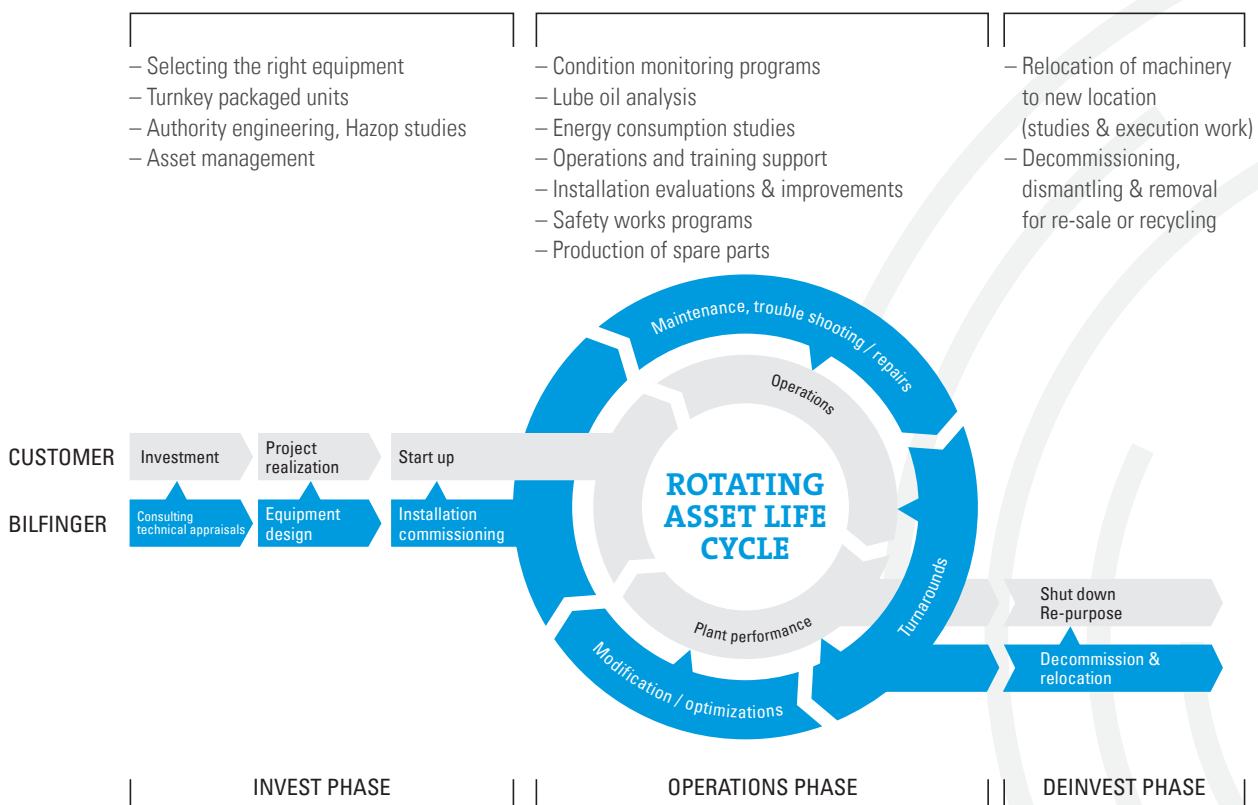 – Selecting the right equipment
– Turnkey packaged units
– Authority engineering, Hazop studies
– Asset management
– Condition monitoring programs
– Lube oil analysis
– Energy consumption studies
– Operations and training support
– Installation evaluations & improvements
– Safety works programs
– Production of spare parts
– Relocation of machinery
to new location
(studies & execution work)
– Decommissioning,
dismantling & removal
for re-sale or recycling
Maintenance, trouble shooting / repairs
Operations
CUSTOMER
Investment
Project
realization
Start up
BILFINGER
Consulting
technical appraisals
Equipment
design
Installation
commissioning
ROTATING
ASSET LIFE
CYCLE
Turnarounds
Plant performance
Modification / optimizations
Shut down
Re-purpose
Decommission &
relocation
INVEST PHASE
OPERATIONS PHASE
DEINVEST PHASE